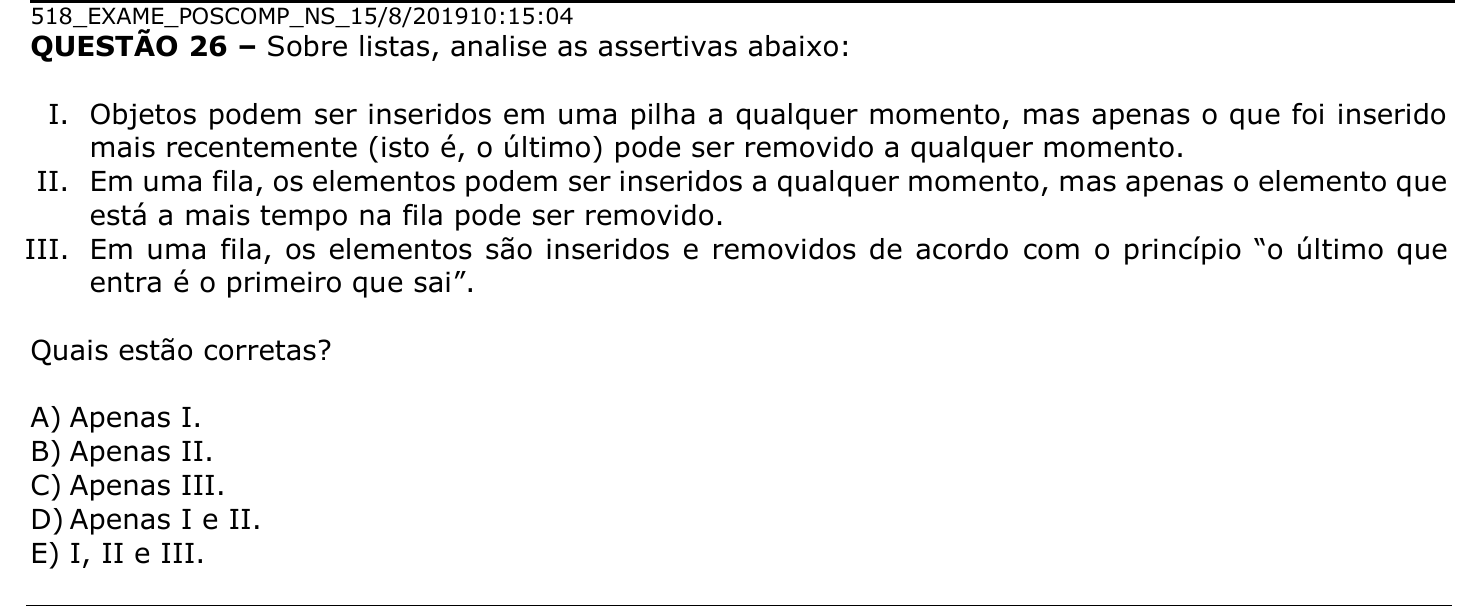 518_EXAME_POSCOMP_NS_15/8/201910:15:04
QUESTÃO 26 – Sobre listas, analise as assertivas abaixo:
I. Objetos podem ser inseridos em uma pilha a qualquer momento, mas apenas o que foi inserido
mais recentemente (isto é, o último) pode ser removido a qualquer momento.
II. Em uma fila, os elementos podem ser inseridos a qualquer momento, mas apenas o elemento que
está a mais tempo na fila pode ser removido.
III. Em uma fila, os elementos são inseridos e removidos de acordo com o princípio “o último que
entra é o primeiro que sai”.
Quais estão corretas?
A) Apenas I.
B) Apenas II.
C) Apenas III.
D) Apenas I e II.
E) I, II e III.